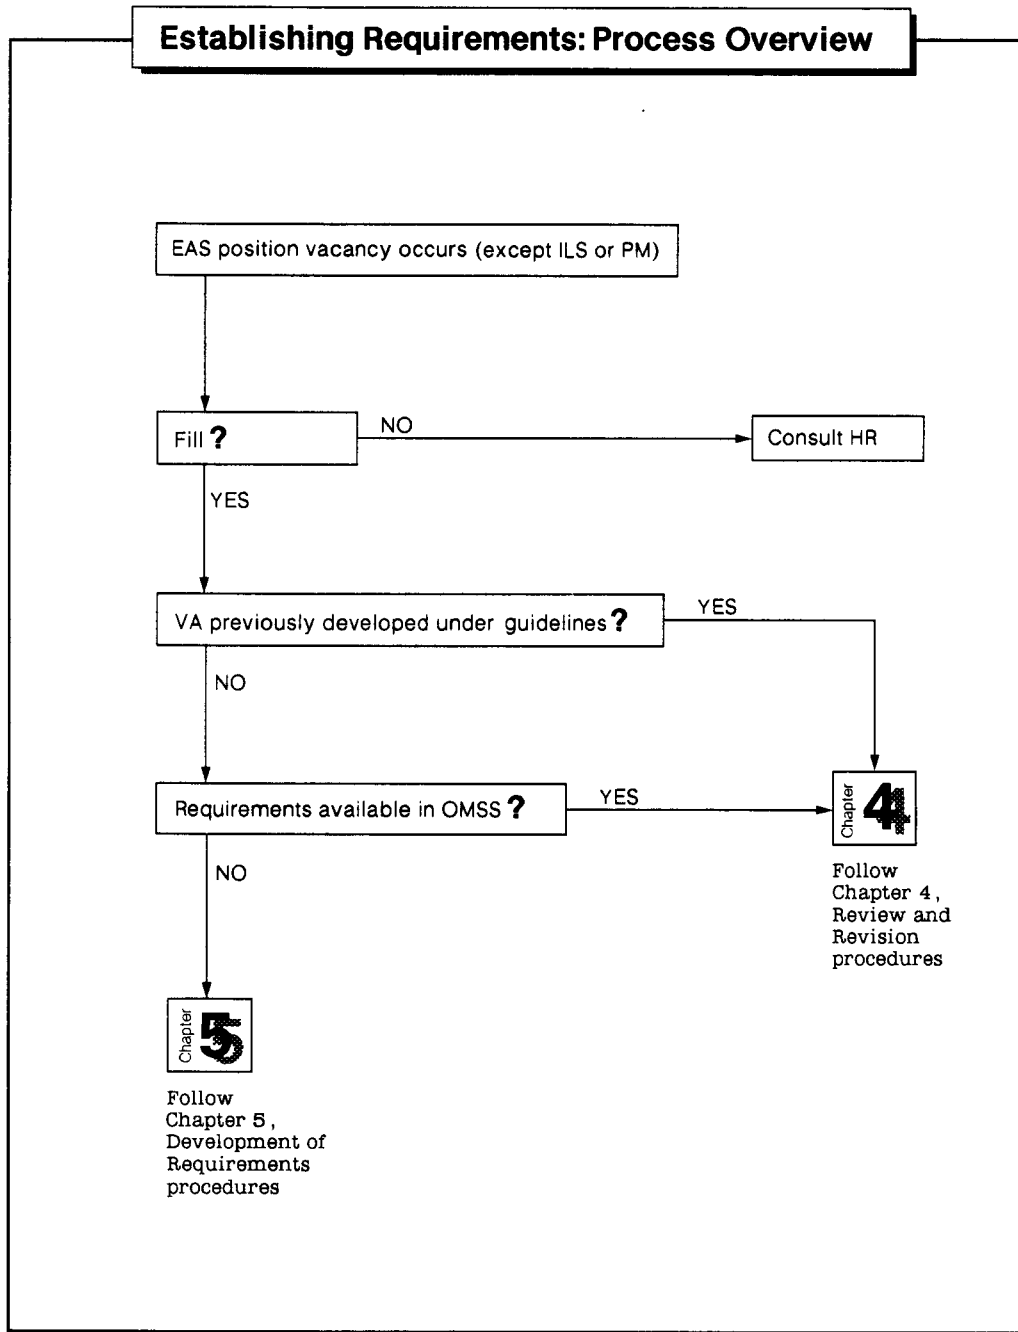 Establishing Requirements: Process Overview
EAS position vacancy occurs (except ILS or PM)
Fill ?
NO
Consult HR
YES
VA previously developed under guidelines ?
YES
NO
Requirements available in OMSS ?
YES
Chapter 4
NO
Follow
Chapter 4,
Review and
Revision
procedures
Chapter 5
Follow
Chapter 5,
Development of
Requirements
procedures